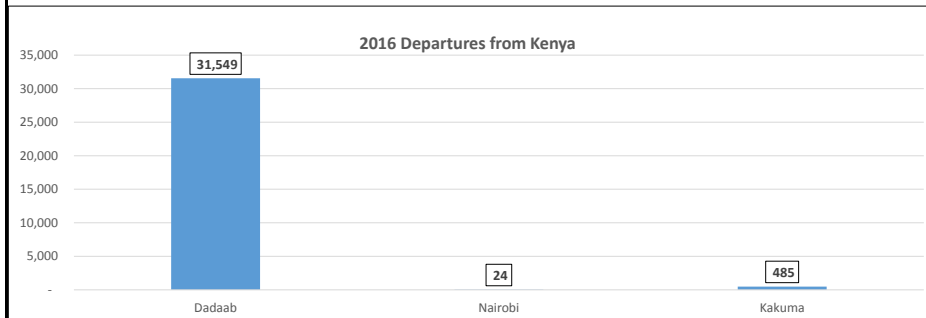 2016 Departures from Kenya
35,000
30,000
25,000
20,000
15,000
10,000
5,000
-
31,549
24
485
Dadaab
Nairobi
Kakuma